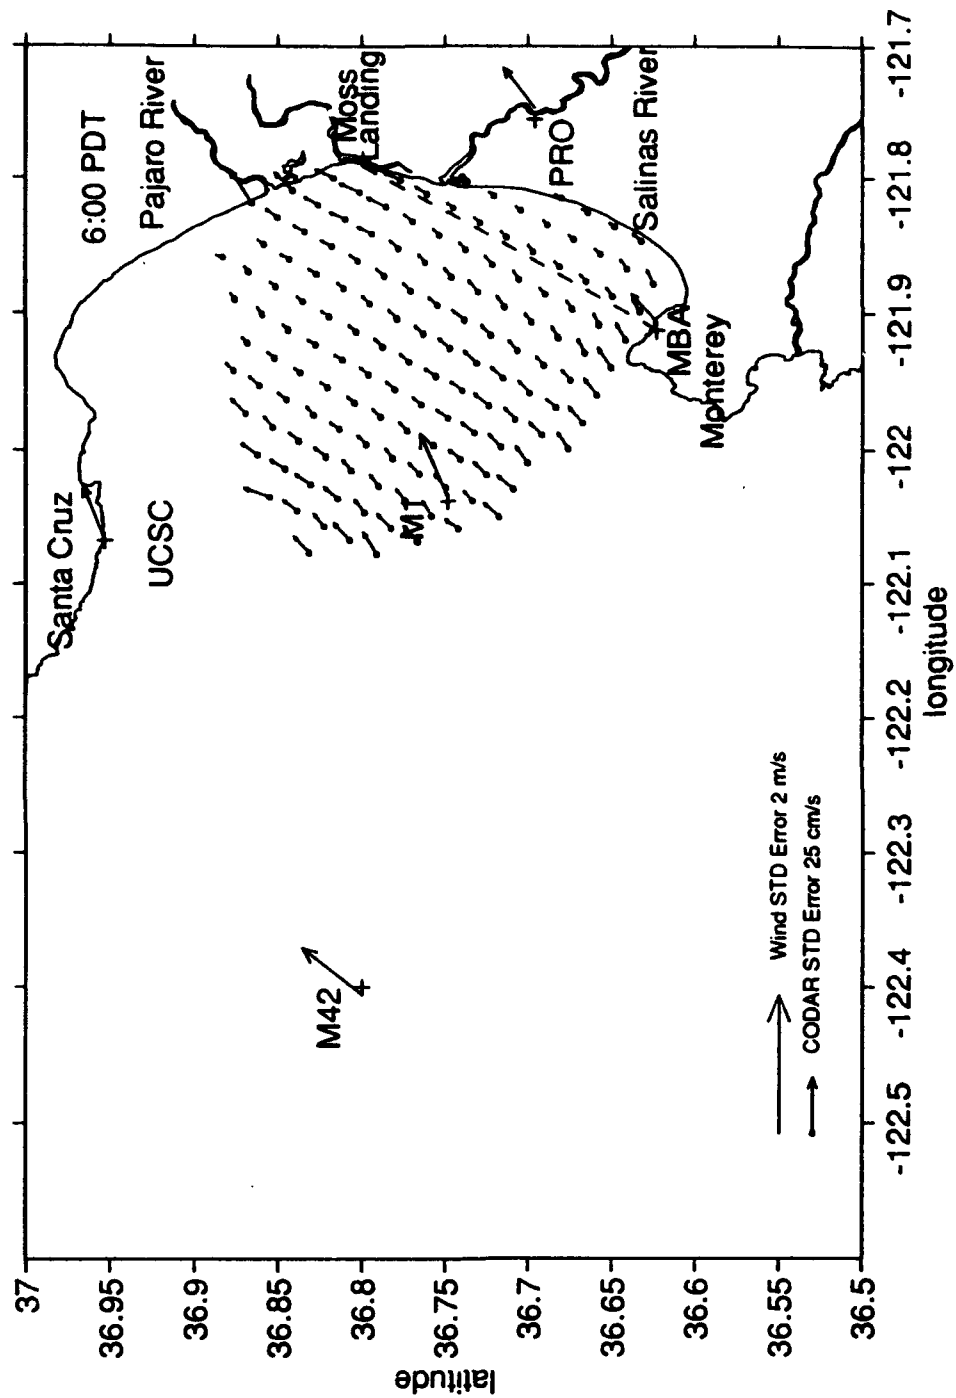 6:00 PDT
Santa Cruz
Pajaro River
UCSC
Moss
Landing
M42
M1
PRO
Salinas River
MBA
Monterey
Wind STD Error 2 m/s
CODAR STD Error 25 cm/s
latitude
37
36.95
36.9
36.85
36.8
36.75
36.7
36.65
36.6
36.55
36.5
-122.5
-122.4
-122.3
-122.2
-122.1
-122
-121.9
-121.8
-121.7
longitude